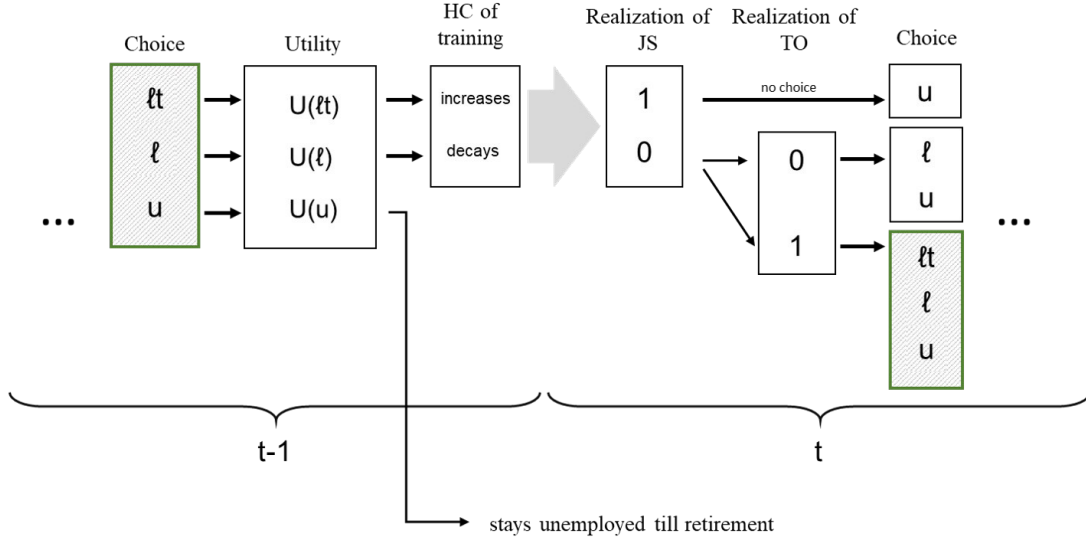 Choice
Utility
HC of
training
Realization of
JS
Realization of
TO
Choice
ℓt
ℓ
u
U(ℓt)
U(ℓ)
U(u)
increases
decays
1
0
no choice
0
1
u
ℓ
u
ℓt
ℓ
u
...
...
t-1
t
stays unemployed till retirement